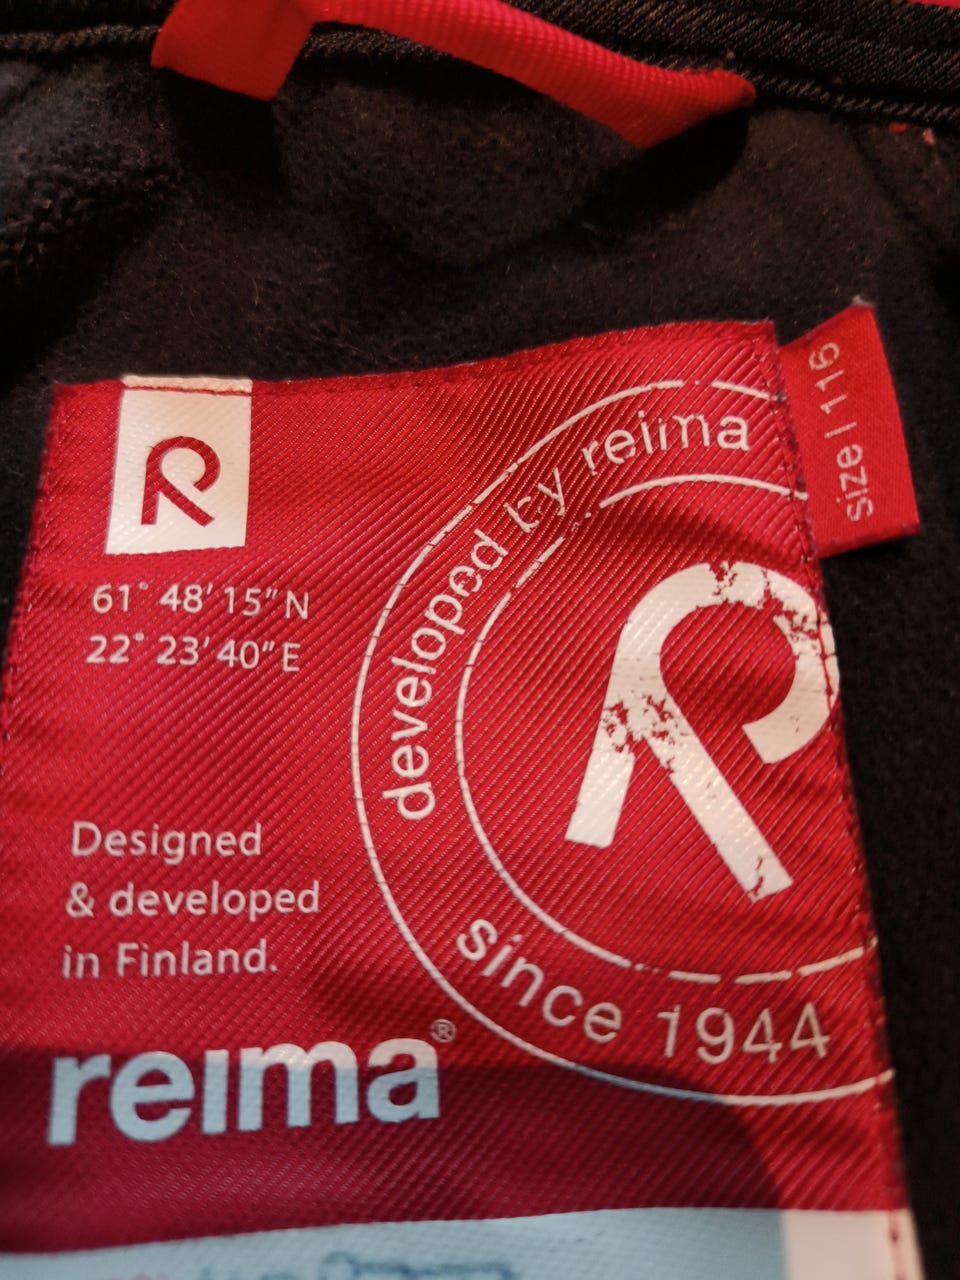 R
61° 48' 15" N
22° 23' 40" E
Designed
& developed
in Finland.
reima®
developed by reima
R
since 1944
size | 116